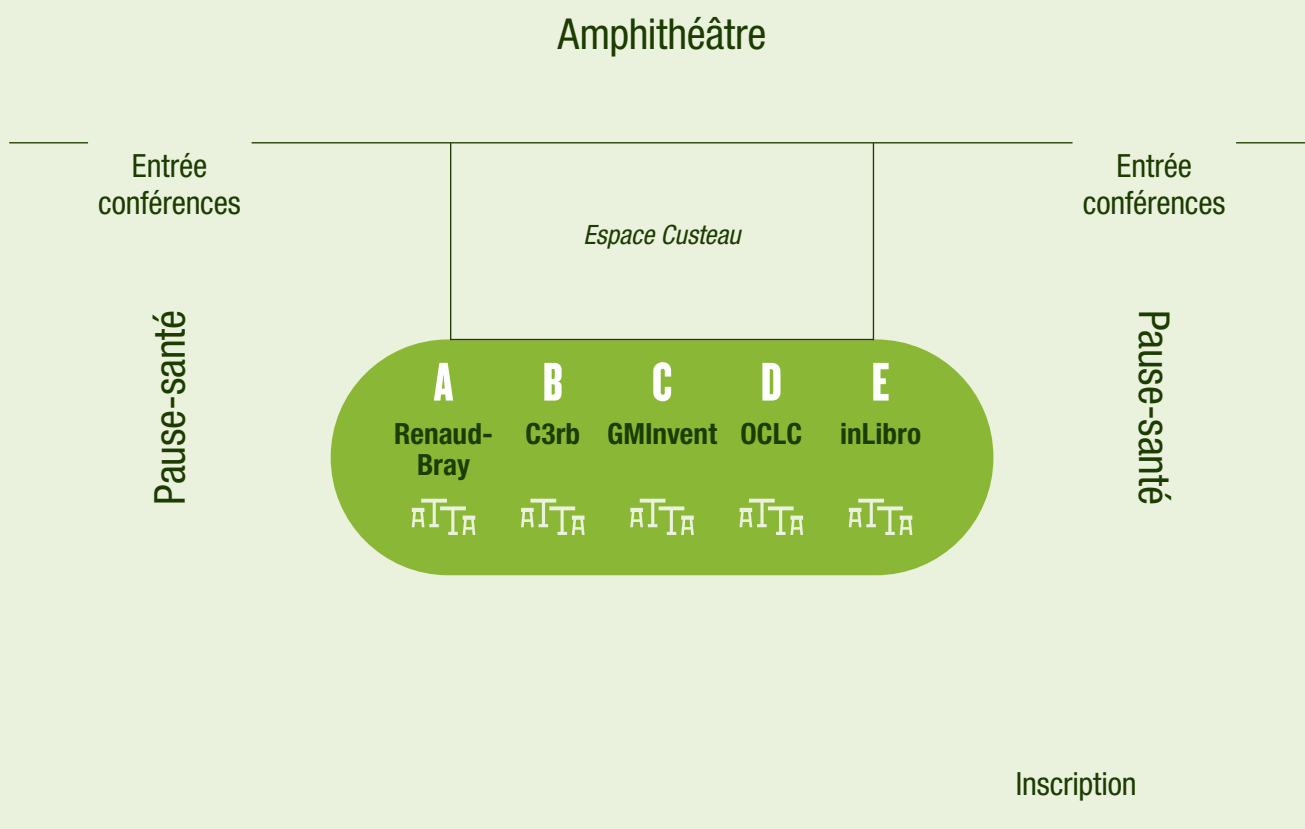 Amphithéâtre
Entrée
conférences
Entrée
conférences
Espace Custeau
Pause-santé
Pause-santé
A
Renaud-
Bray
B
C3rb
C
GMInvent
D
OCLC
E
inLibro
Inscription